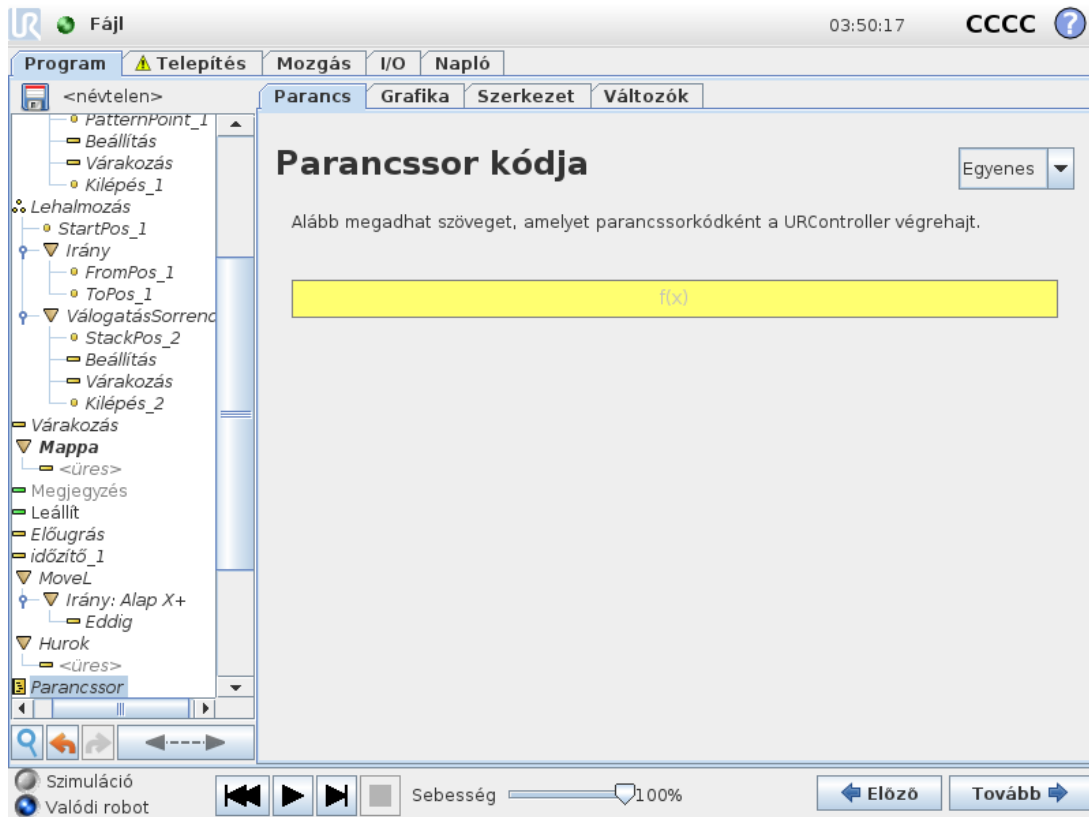 UR Fájl 03:50:17 CCCC ?
Program Telepítés Mozgás I/O Napló
<névtelen>
Parancs Grafika Szerkezet Változók
PatternPoint_1
Beállítás
Várakozás
Kilépés_1
Lehalmozás
StartPos_1
Irány
FromPos_1
ToPos_1
VálogatásSorrend
StackPos_2
Beállítás
Várakozás
Kilépés_2
Várakozás
Mappa
<üres>
Megjegyzés
Leállít
Előugrás
időzítő_1
MoveL
Irány: Alap X+
Eddig
Hurok
<üres>
Parancssor
Parancssor kódja
Egyenes
Alább megadhat szöveget, amelyet parancssorkódként a URController végrehajt.
f(x)
Szimuláció
Valódi robot
Sebesség 100%
Előző Tovább